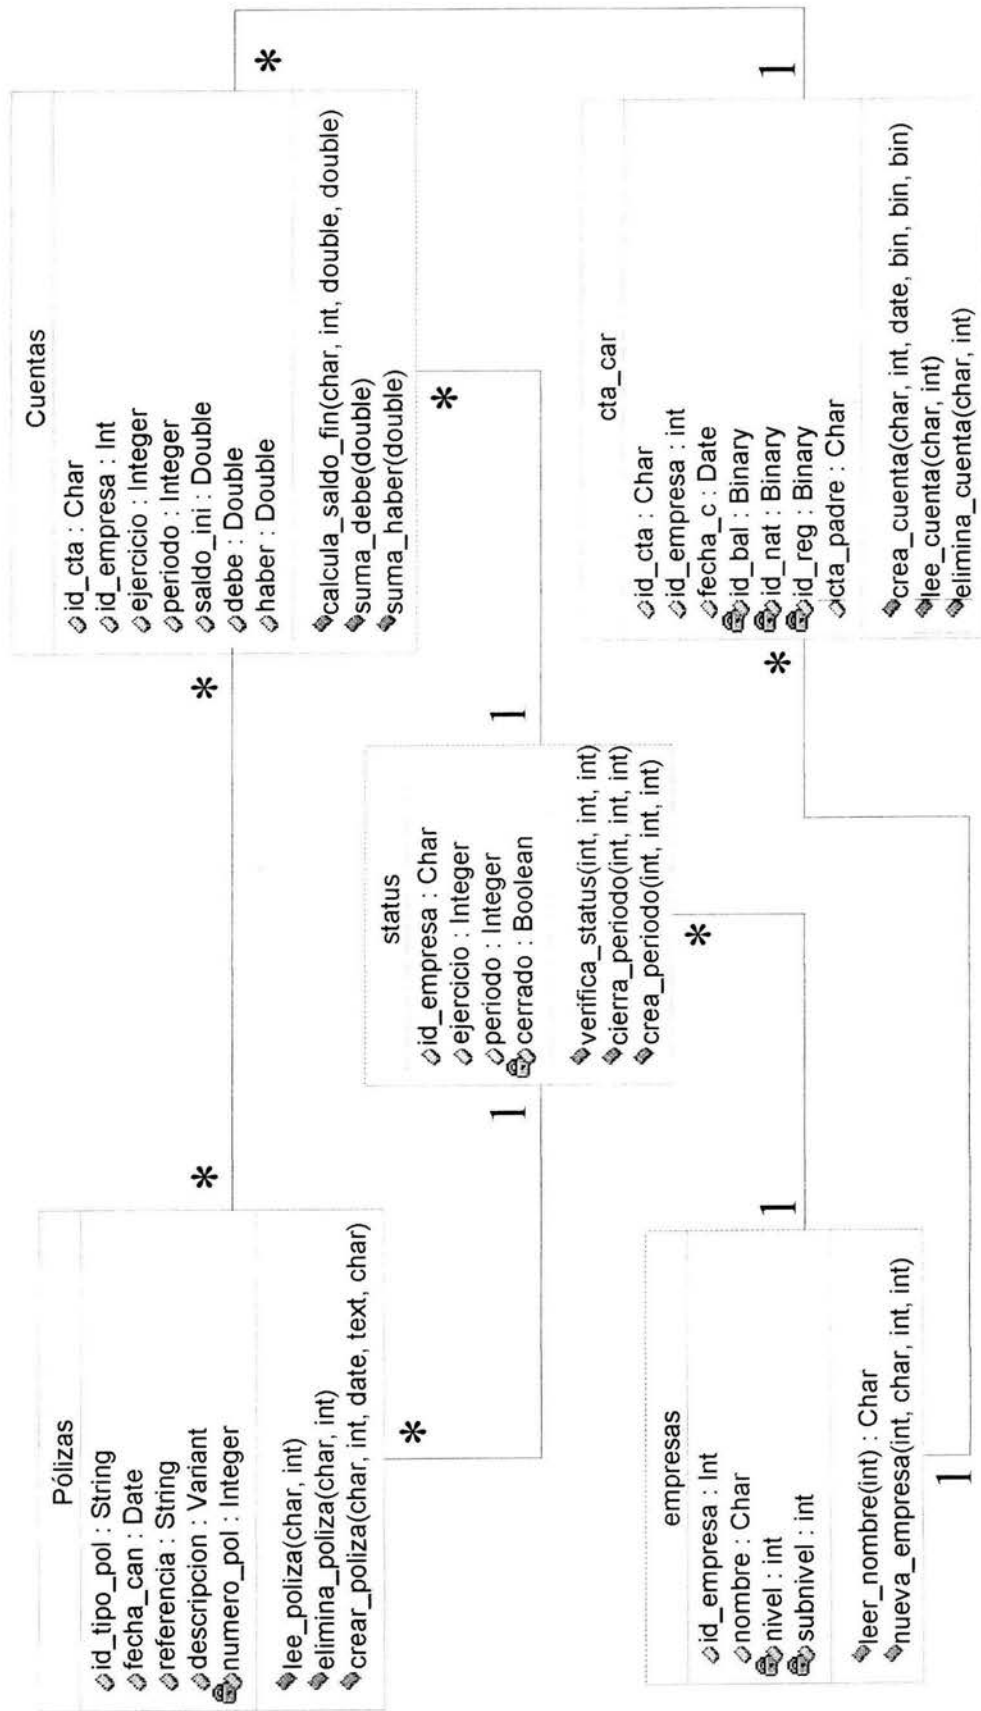 Pólizas
id_tipo_pol : String
fecha_can : Date
referencia : String
descripcion : Variant
numero_pol : Integer
lee_poliza(char, int)
elimina_poliza(char, int)
crear_poliza(char, int, date, text, char)
*
*
*
Cuentas
id_cta : Char
id_empresa : Int
ejercicio : Integer
periodo : Integer
saldo_ini : Double
debe : Double
haber : Double
calcula_saldo_fin(char, int, double, double)
suma_debe(double)
suma_haber(double)
*
*
1
1
status
id_empresa : Char
ejercicio : Integer
periodo : Integer
cerrado : Boolean
verifica_status(int, int, int)
cierra_periodo(int, int, int)
crea_periodo(int, int, int)
*
1
empresas
id_empresa : Int
nombre : Char
nivel : int
subnivel : int
leer_nombre(int) : Char
nueva_empresa(int, char, int, int)
1
*
1
cta_car
id_cta : Char
id_empresa : int
fecha_c : Date
id_bal : Binary
id_nat : Binary
id_reg : Binary
cta_padre : Char
crea_cuenta(char, int, date, bin, bin, bin)
lee_cuenta(char, int)
elimina_cuenta(char, int)